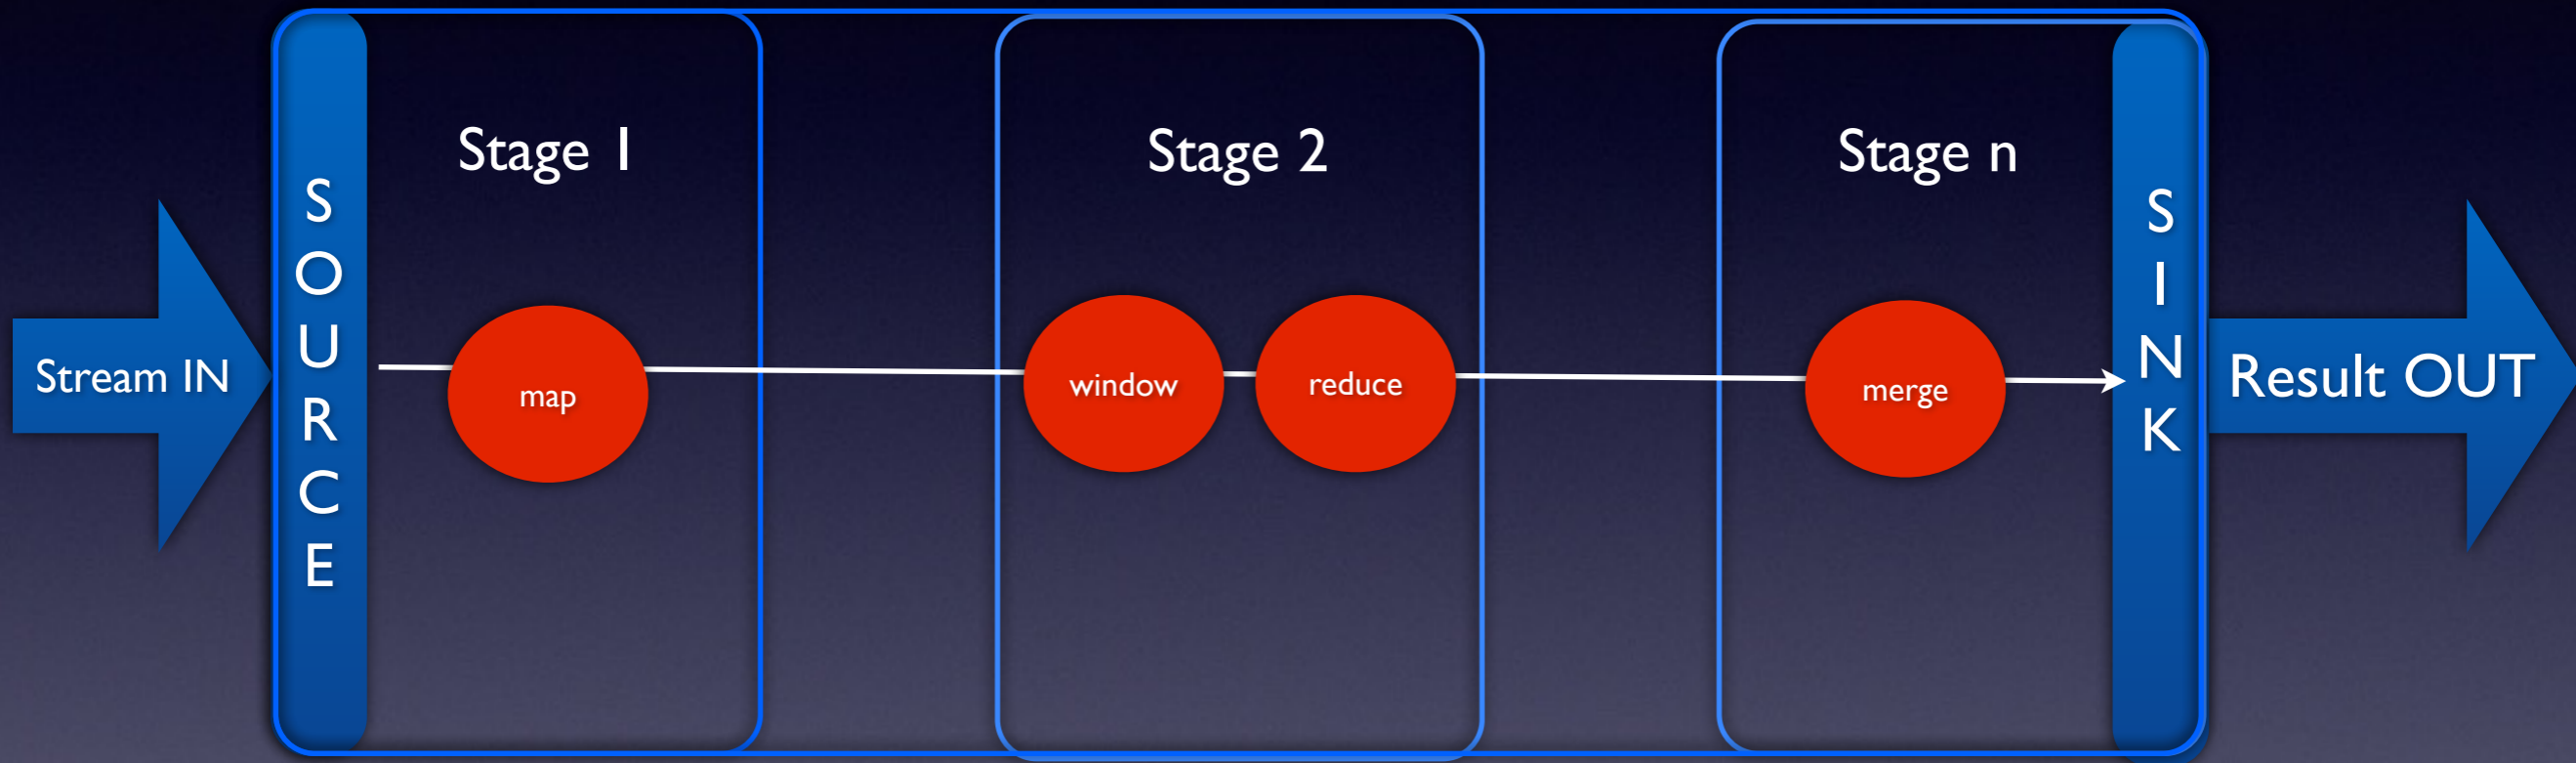 Stream IN
SOURCE
Stage 1
map
Stage 2
window
reduce
Stage n
merge
SINK
Result OUT